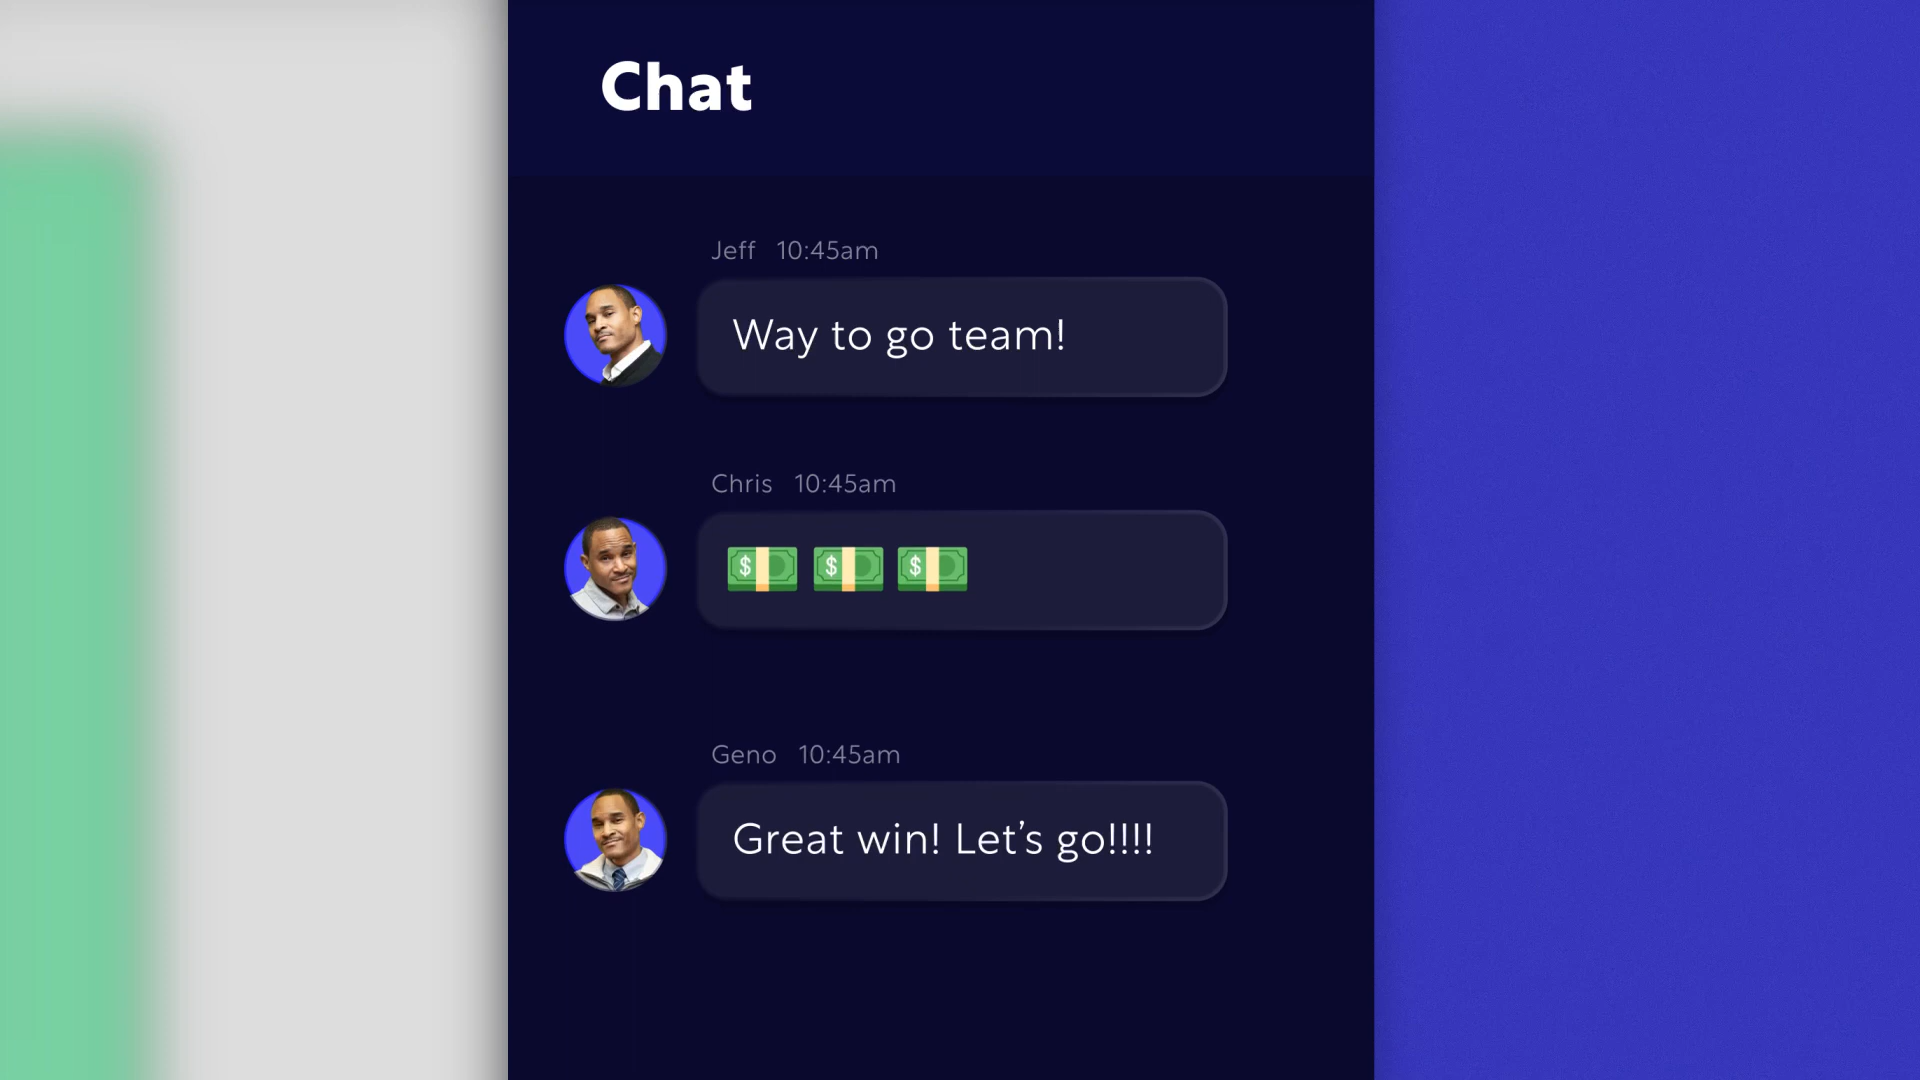 Chat
Jeff 10:45am
Way to go team!
Chris 10:45am
💵 💵 💵
Geno 10:45am
Great win! Let’s go!!!!